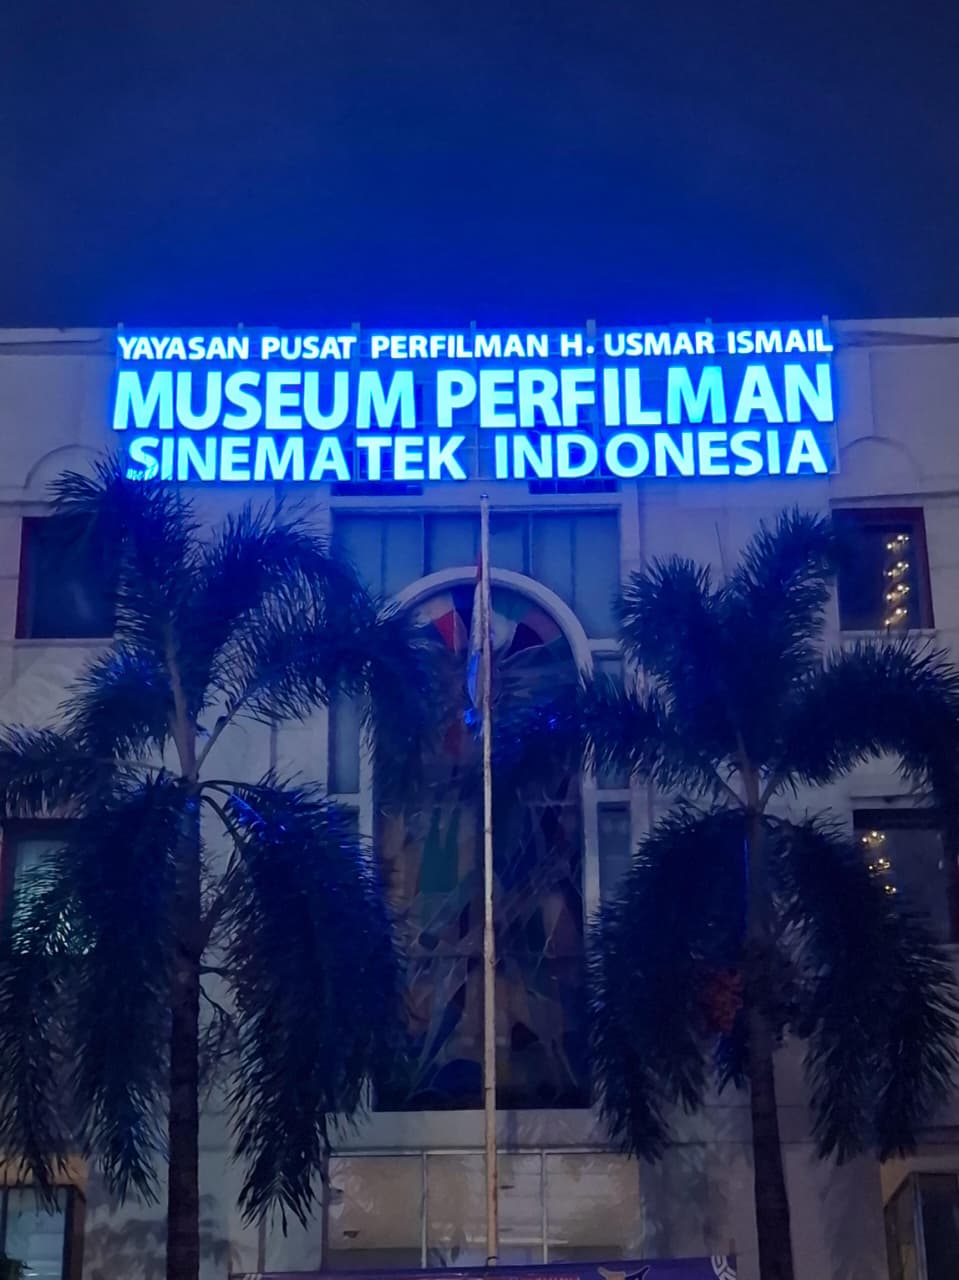 YAYASAN PUSAT PERFILMAN H. USMAR ISMAIL
MUSEUM PERFILMAN
SINEMATEK INDONESIA